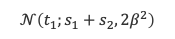 𝒩(t₁; s₁ + s₂, 2β²)